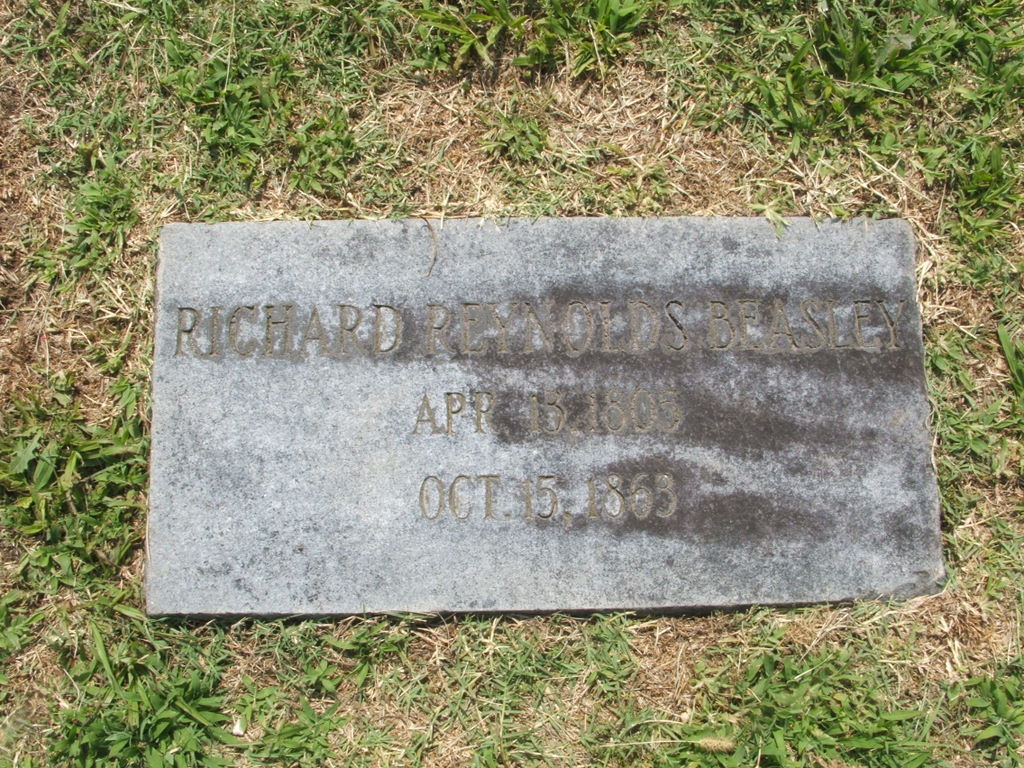 RICHARD REYNOLDS BEASLEY
APR. 15, 1805
OCT. 15, 1863